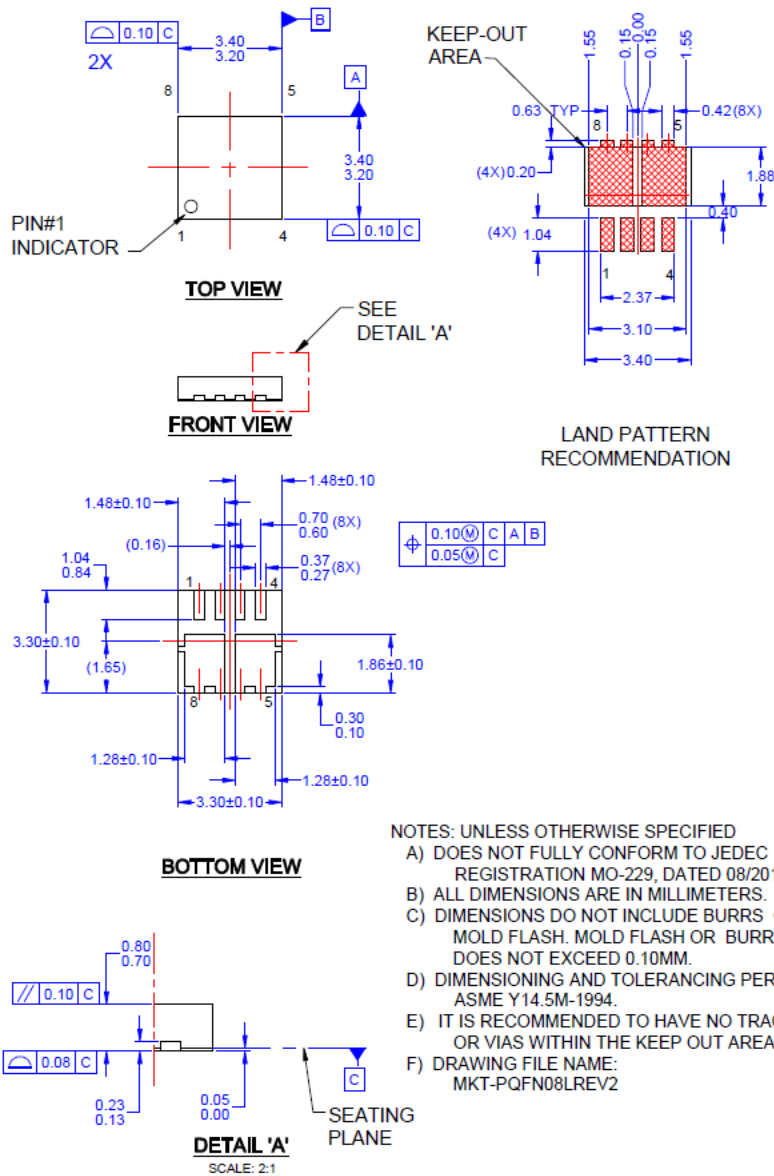 0.10 C
2X
3.40
3.20
B
A
8
5
3.40
3.20
PIN#1
INDICATOR
1
4
0.10 C
TOP VIEW
KEEP-OUT
AREA
1.55
0.15
0.00
0.15
1.55
0.63 TYP
8
5
0.42(8X)
(4X)0.20
1.88
0.40
(4X)
1.04
1
4
2.37
3.10
3.40
LAND PATTERN
RECOMMENDATION
SEE
DETAIL 'A'
FRONT VIEW
1.48±0.10
1.48±0.10
0.70
0.60 (8X)
(0.16)
0.37
0.27 (8X)
1.04
0.84
1
4
3.30±0.10
(1.65)
1.86±0.10
8
5
0.30
0.10
1.28±0.10
1.28±0.10
3.30±0.10
⌖ 0.10Ⓜ C A B
0.05Ⓜ C
BOTTOM VIEW
NOTES: UNLESS OTHERWISE SPECIFIED
A) DOES NOT FULLY CONFORM TO JEDEC
REGISTRATION MO-229, DATED
B) ALL DIMENSIONS ARE IN MILLIMETERS.
C) DIMENSIONS DO NOT INCLUDE BURRS
MOLD FLASH. MOLD FLASH OR BURR
DOES NOT EXCEED 0.10MM.
D) DIMENSIONING AND TOLERANCING PER
ASME Y14.5M-1994.
E) IT IS RECOMMENDED TO HAVE NO
OR VIAS WITHIN THE KEEP OUT AREA
F) DRAWING FILE NAME:
MKT-PQFN08LREV2
0.80
0.70
// 0.10 C
0.08 C
0.23
0.13
0.05
0.00
C
SEATING
PLANE
DETAIL 'A'
SCALE: 2:1